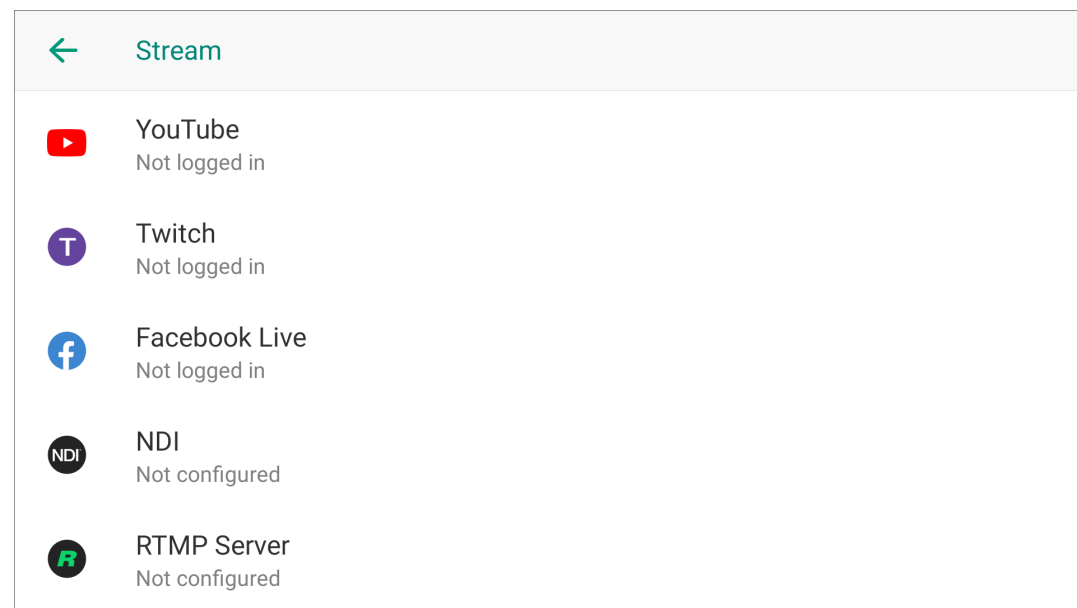 Stream
YouTube
Not logged in
T
Twitch
Not logged in
f
Facebook Live
Not logged in
NDI
NDI
Not configured
R
RTMP Server
Not configured